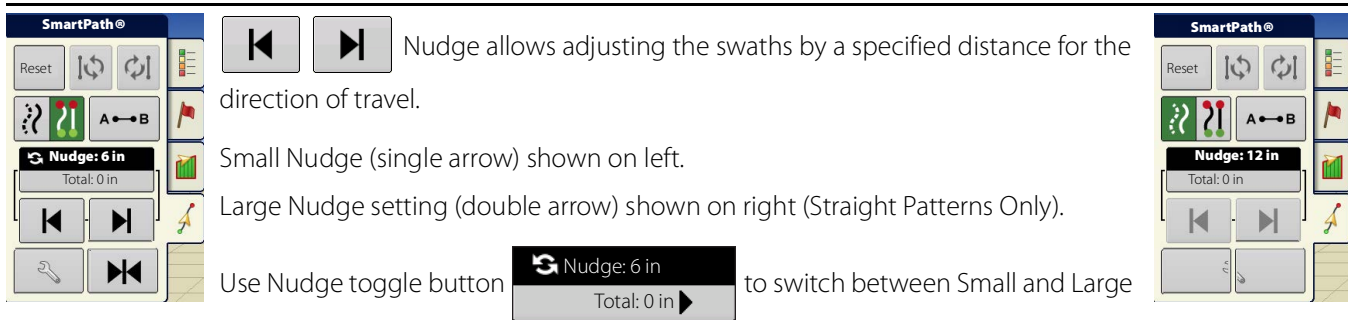 SmartPath®
Reset
A B
Nudge: 6 in
Total: 0 in
Nudge allows adjusting the swaths by a specified distance for the
direction of travel.
Small Nudge (single arrow) shown on left.
Large Nudge setting (double arrow) shown on right (Straight Patterns Only).
Use Nudge toggle button Nudge: 6 in Total: 0 in to switch between Small and Large
SmartPath®
Reset
A B
Nudge: 12 in
Total: 0 in